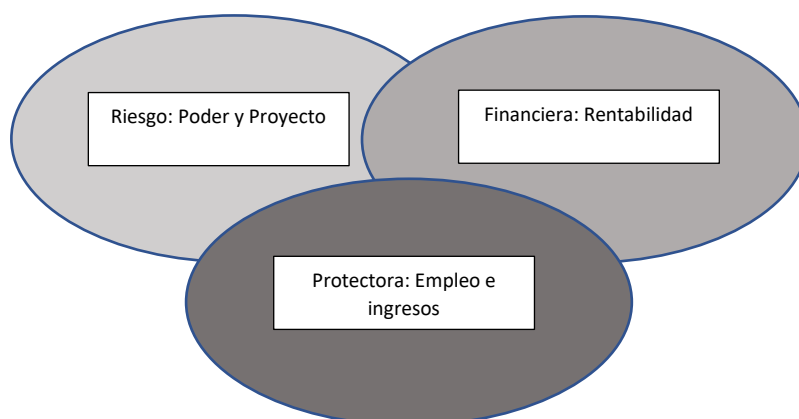 Riesgo: Poder y Proyecto
Financiera: Rentabilidad
Protectora: Empleo e
ingresos